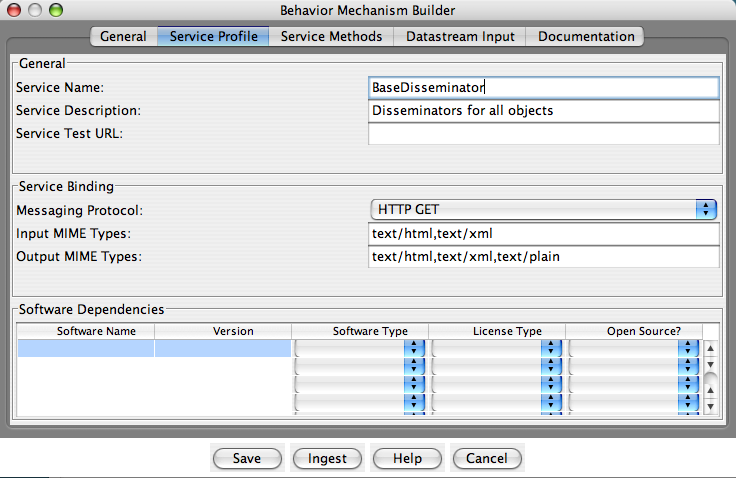 Behavior Mechanism Builder
General Service Profile Service Methods Datastream Input Documentation
General
Service Name: BaseDisseminator
Service Description: Disseminators for all objects
Service Test URL:
Service Binding
Messaging Protocol: HTTP GET
Input MIME Types: text/html,text/xml
Output MIME Types: text/html,text/xml,text/plain
Software Dependencies
Software Name Version Software Type License Type Open Source?
Save Ingest Help Cancel